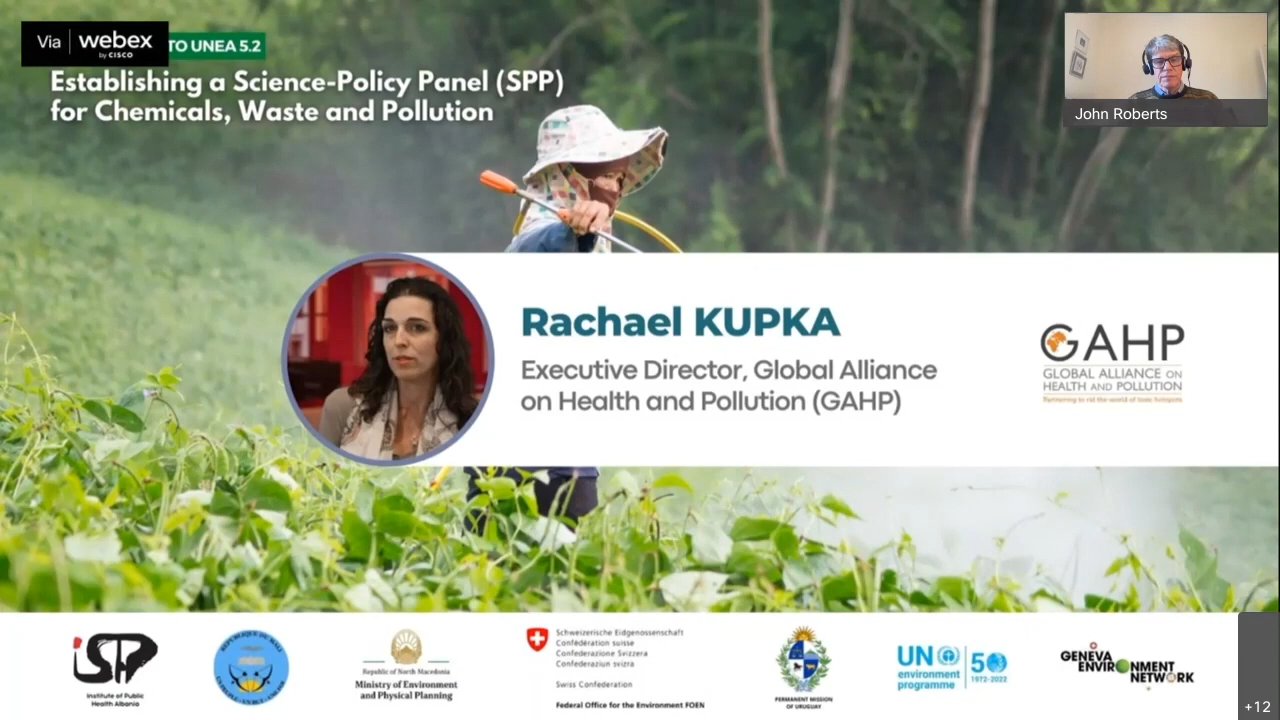 Via webex
by CISCO
TO UNEA 5.2
Establishing a Science-Policy Panel (SPP)
for Chemicals, Waste and Pollution
John Roberts
Rachael KUPKA
Executive Director, Global Alliance
on Health and Pollution (GAHP)
GAHP
GLOBAL ALLIANCE ON
HEALTH AND POLLUTION
Partnering to rid the world of toxic hotspots
iSHP
Institute of Public
Health Albania
Republic of North Macedonia
Ministry of Environment
and Physical Planning
Schweizerische Eidgenossenschaft
Confédération suisse
Confederazione Svizzera
Confederaziun svizra
Swiss Confederation
Federal Office for the Environment FOEN
PERMANENT MISSION
OF URUGUAY
UN
environment
programme
50
1972-2022
GENEVA
ENVIRONMENT
NETWORK
+12